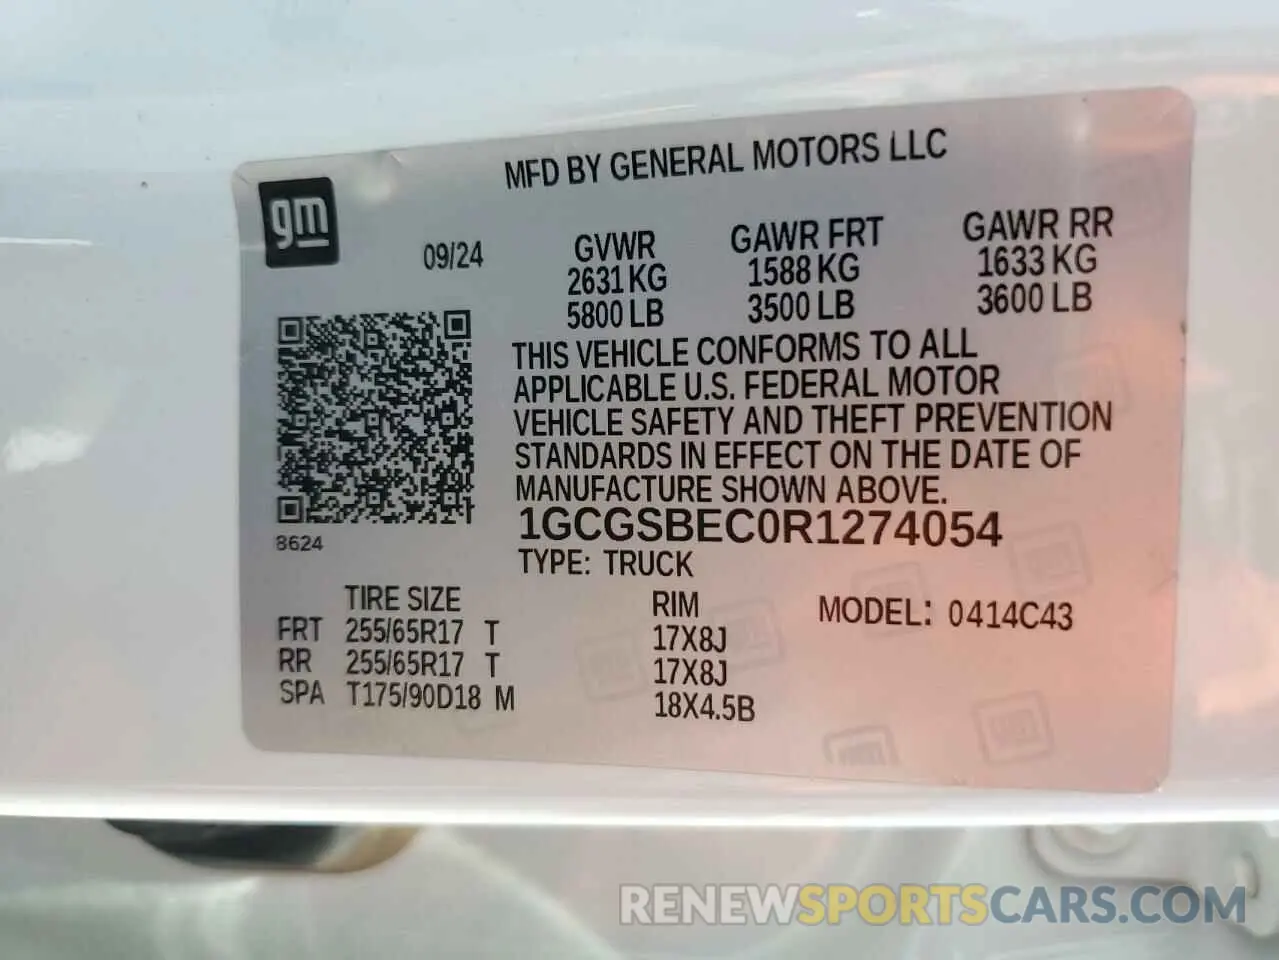 MFD BY GENERAL MOTORS LLC
gm
09/24
GVWR GAWR FRT GAWR RR
2631 KG 1588 KG 1633 KG
5800 LB 3500 LB 3600 LB
THIS VEHICLE CONFORMS TO ALL
APPLICABLE U.S. FEDERAL MOTOR
VEHICLE SAFETY AND THEFT PREVENTION
STANDARDS IN EFFECT ON THE DATE OF
MANUFACTURE SHOWN ABOVE.
8624
1GCGSBEC0R1274054
TYPE: TRUCK
TIRE SIZE RIM MODEL: 0414C43
FRT 255/65R17 T 17X8J
RR 255/65R17 T 17X8J
SPA T175/90D18 M 18X4.5B
RENEWSPORTSCARS.COM